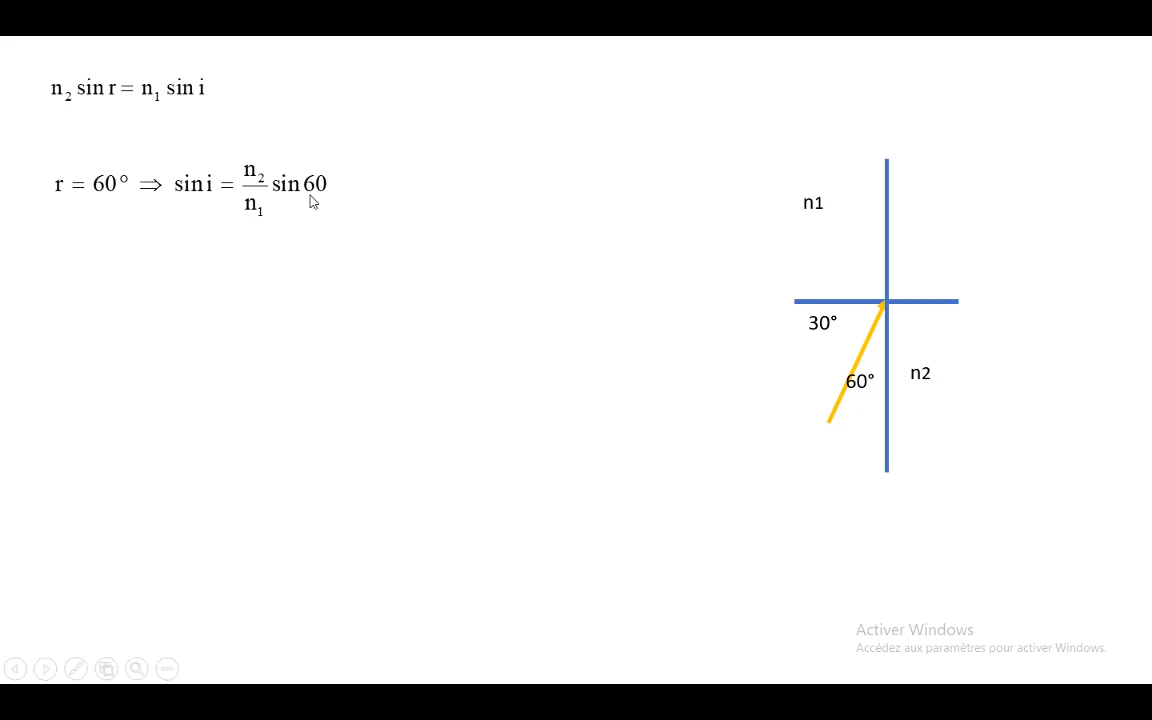 n₂ sin r = n₁ sin i
r = 60° ⇒ sin i = n₂/n₁ sin 60
n1
30°
60°
n2
Activer Windows
Accédez aux paramètres pour activer Windows.